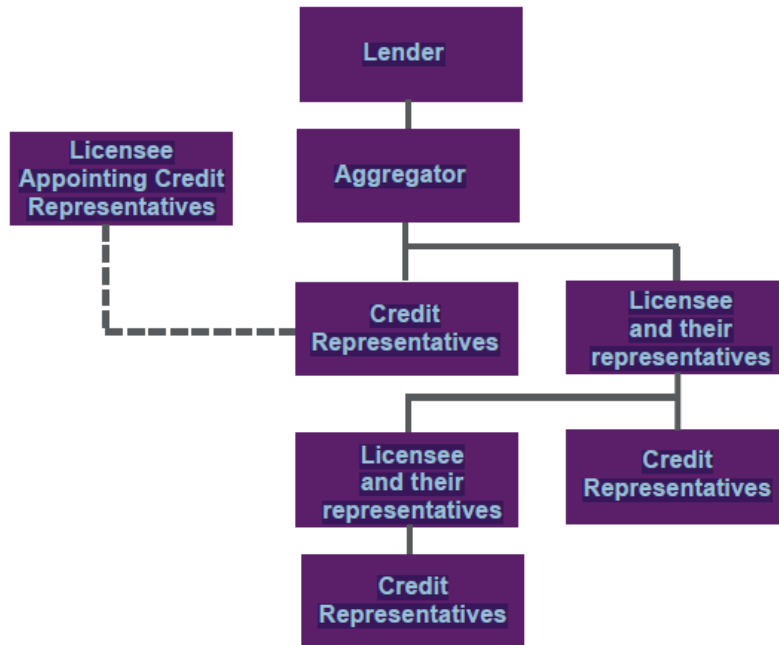 Lender
Licensee
Appointing Credit
Representatives
Aggregator
Credit
Representatives
Licensee
and their
representatives
Licensee
and their
representatives
Credit
Representatives
Credit
Representatives